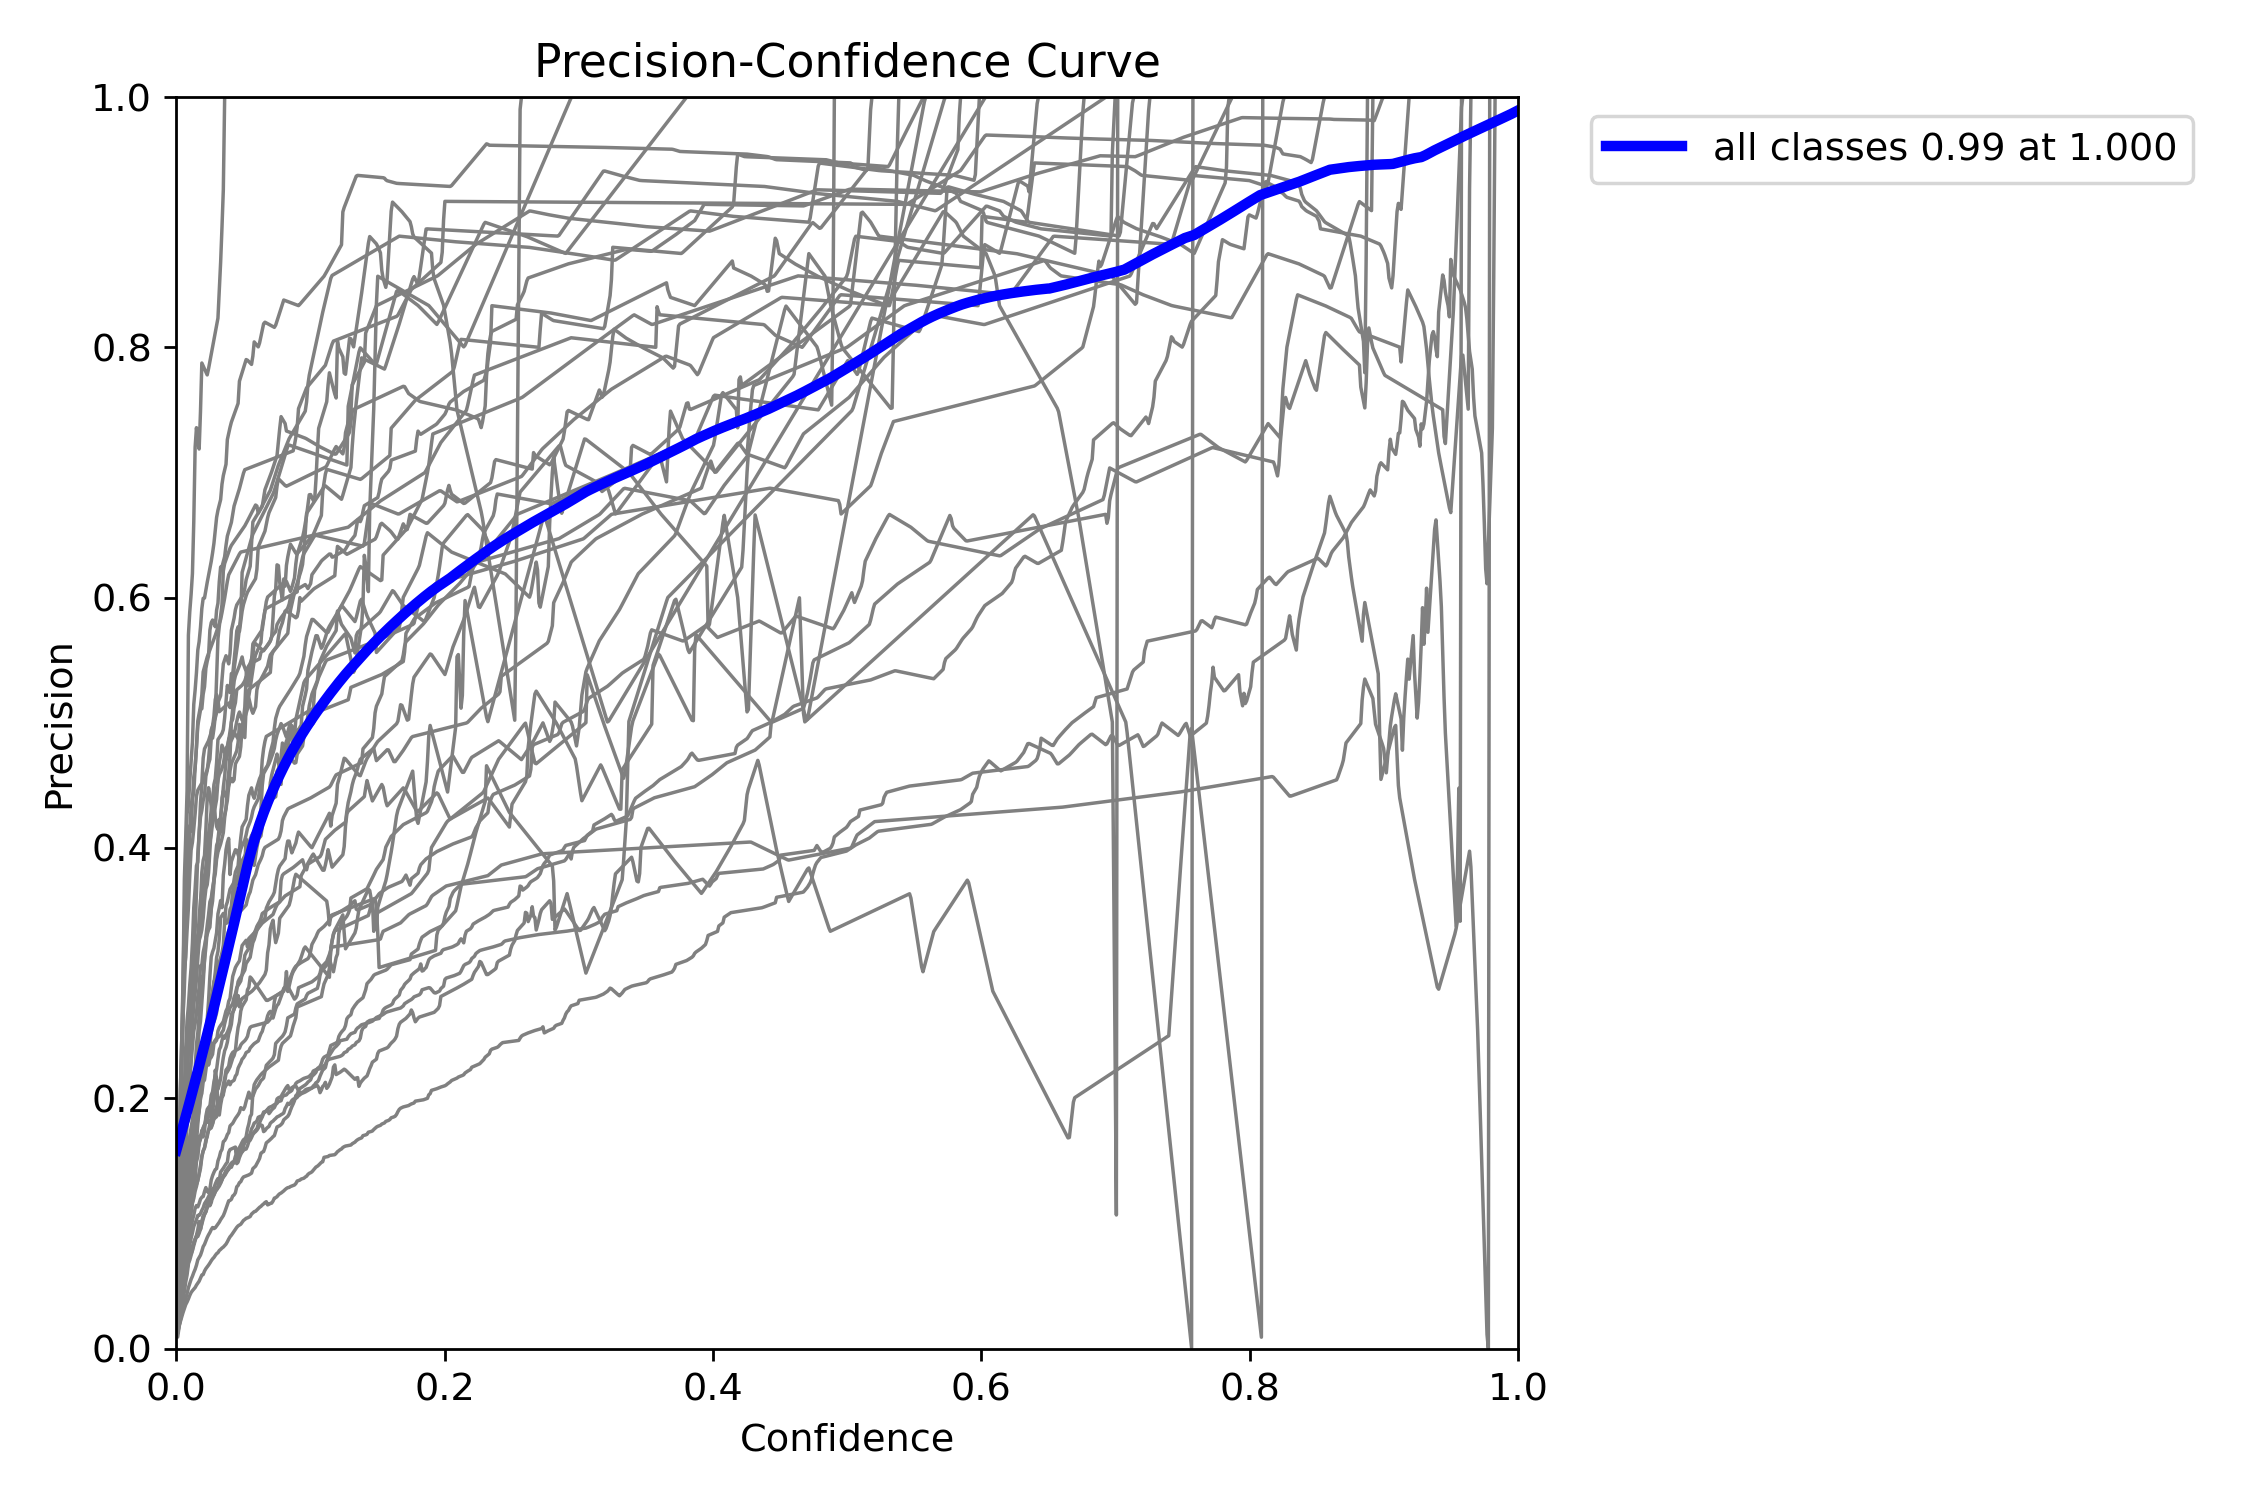 Precision-Confidence Curve
all classes 0.99 at 1.000
Precision
1.0
0.8
0.6
0.4
0.2
0.0
0.0 0.2 0.4 0.6 0.8 1.0
Confidence